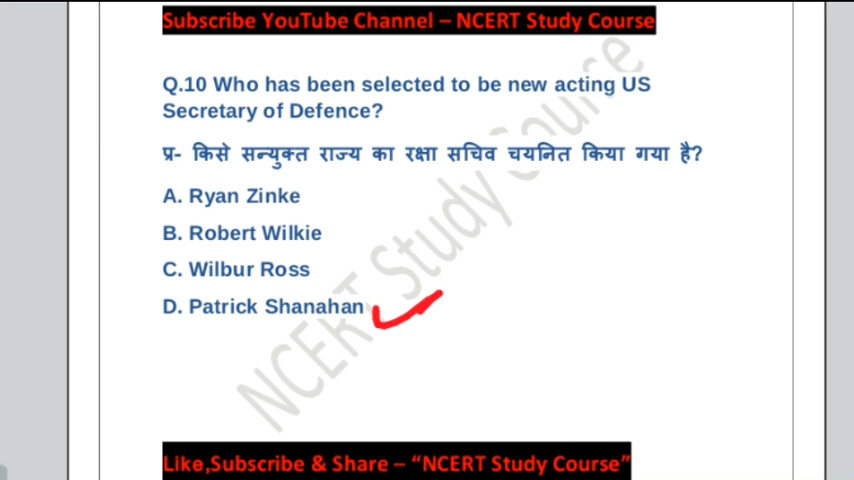 Subscribe YouTube Channel – NCERT Study Course
Q.10 Who has been selected to be new acting US
Secretary of Defence?
प्र- किसे सन्युक्त राज्य का रक्षा सचिव चयनित किया गया है?
A. Ryan Zinke
B. Robert Wilkie
C. Wilbur Ross
D. Patrick Shanahan
NCERT Study Course
Like,Subscribe & Share – “NCERT Study Course”